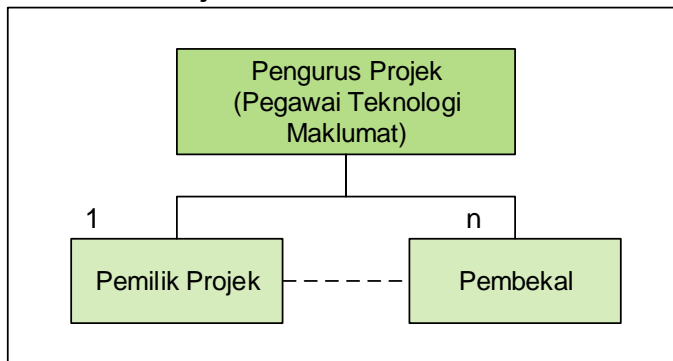 Pengurus Projek
(Pegawai Teknologi
Maklumat)
1
n
Pemilik Projek
Pembekal